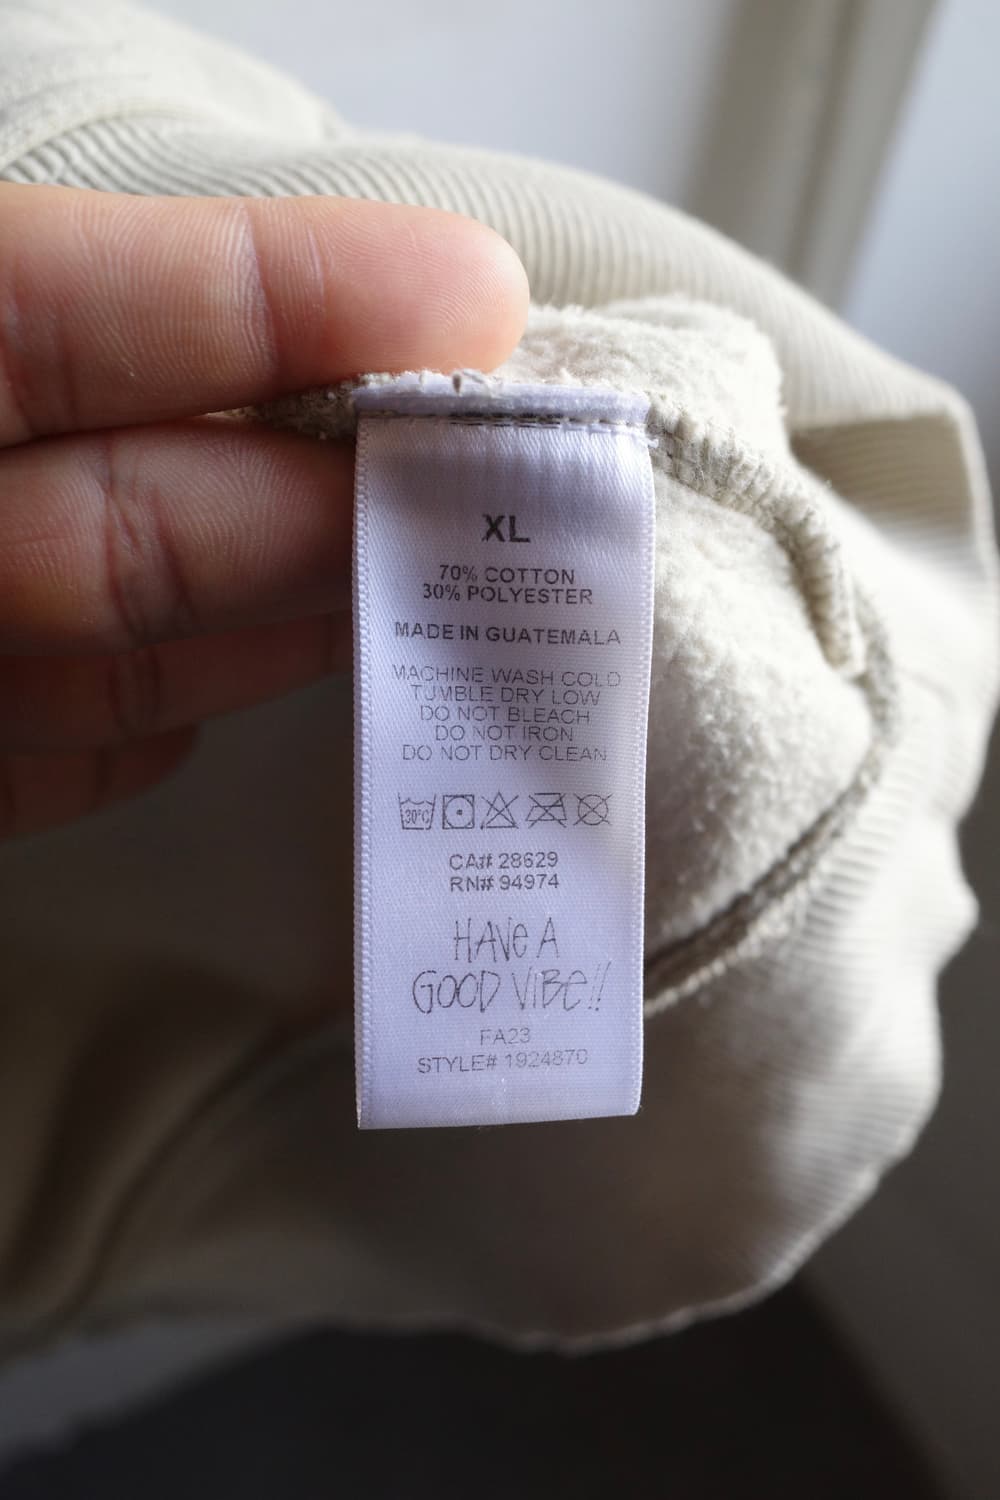 XL
70% COTTON
30% POLYESTER
MADE IN GUATEMALA
MACHINE WASH COLD
TUMBLE DRY LOW
DO NOT BLEACH
DO NOT IRON
DO NOT DRY CLEAN
30°C
CA# 28629
RN# 94974
HAVe A
GOOD VIBe!!
FA23
STYLE# 1924870